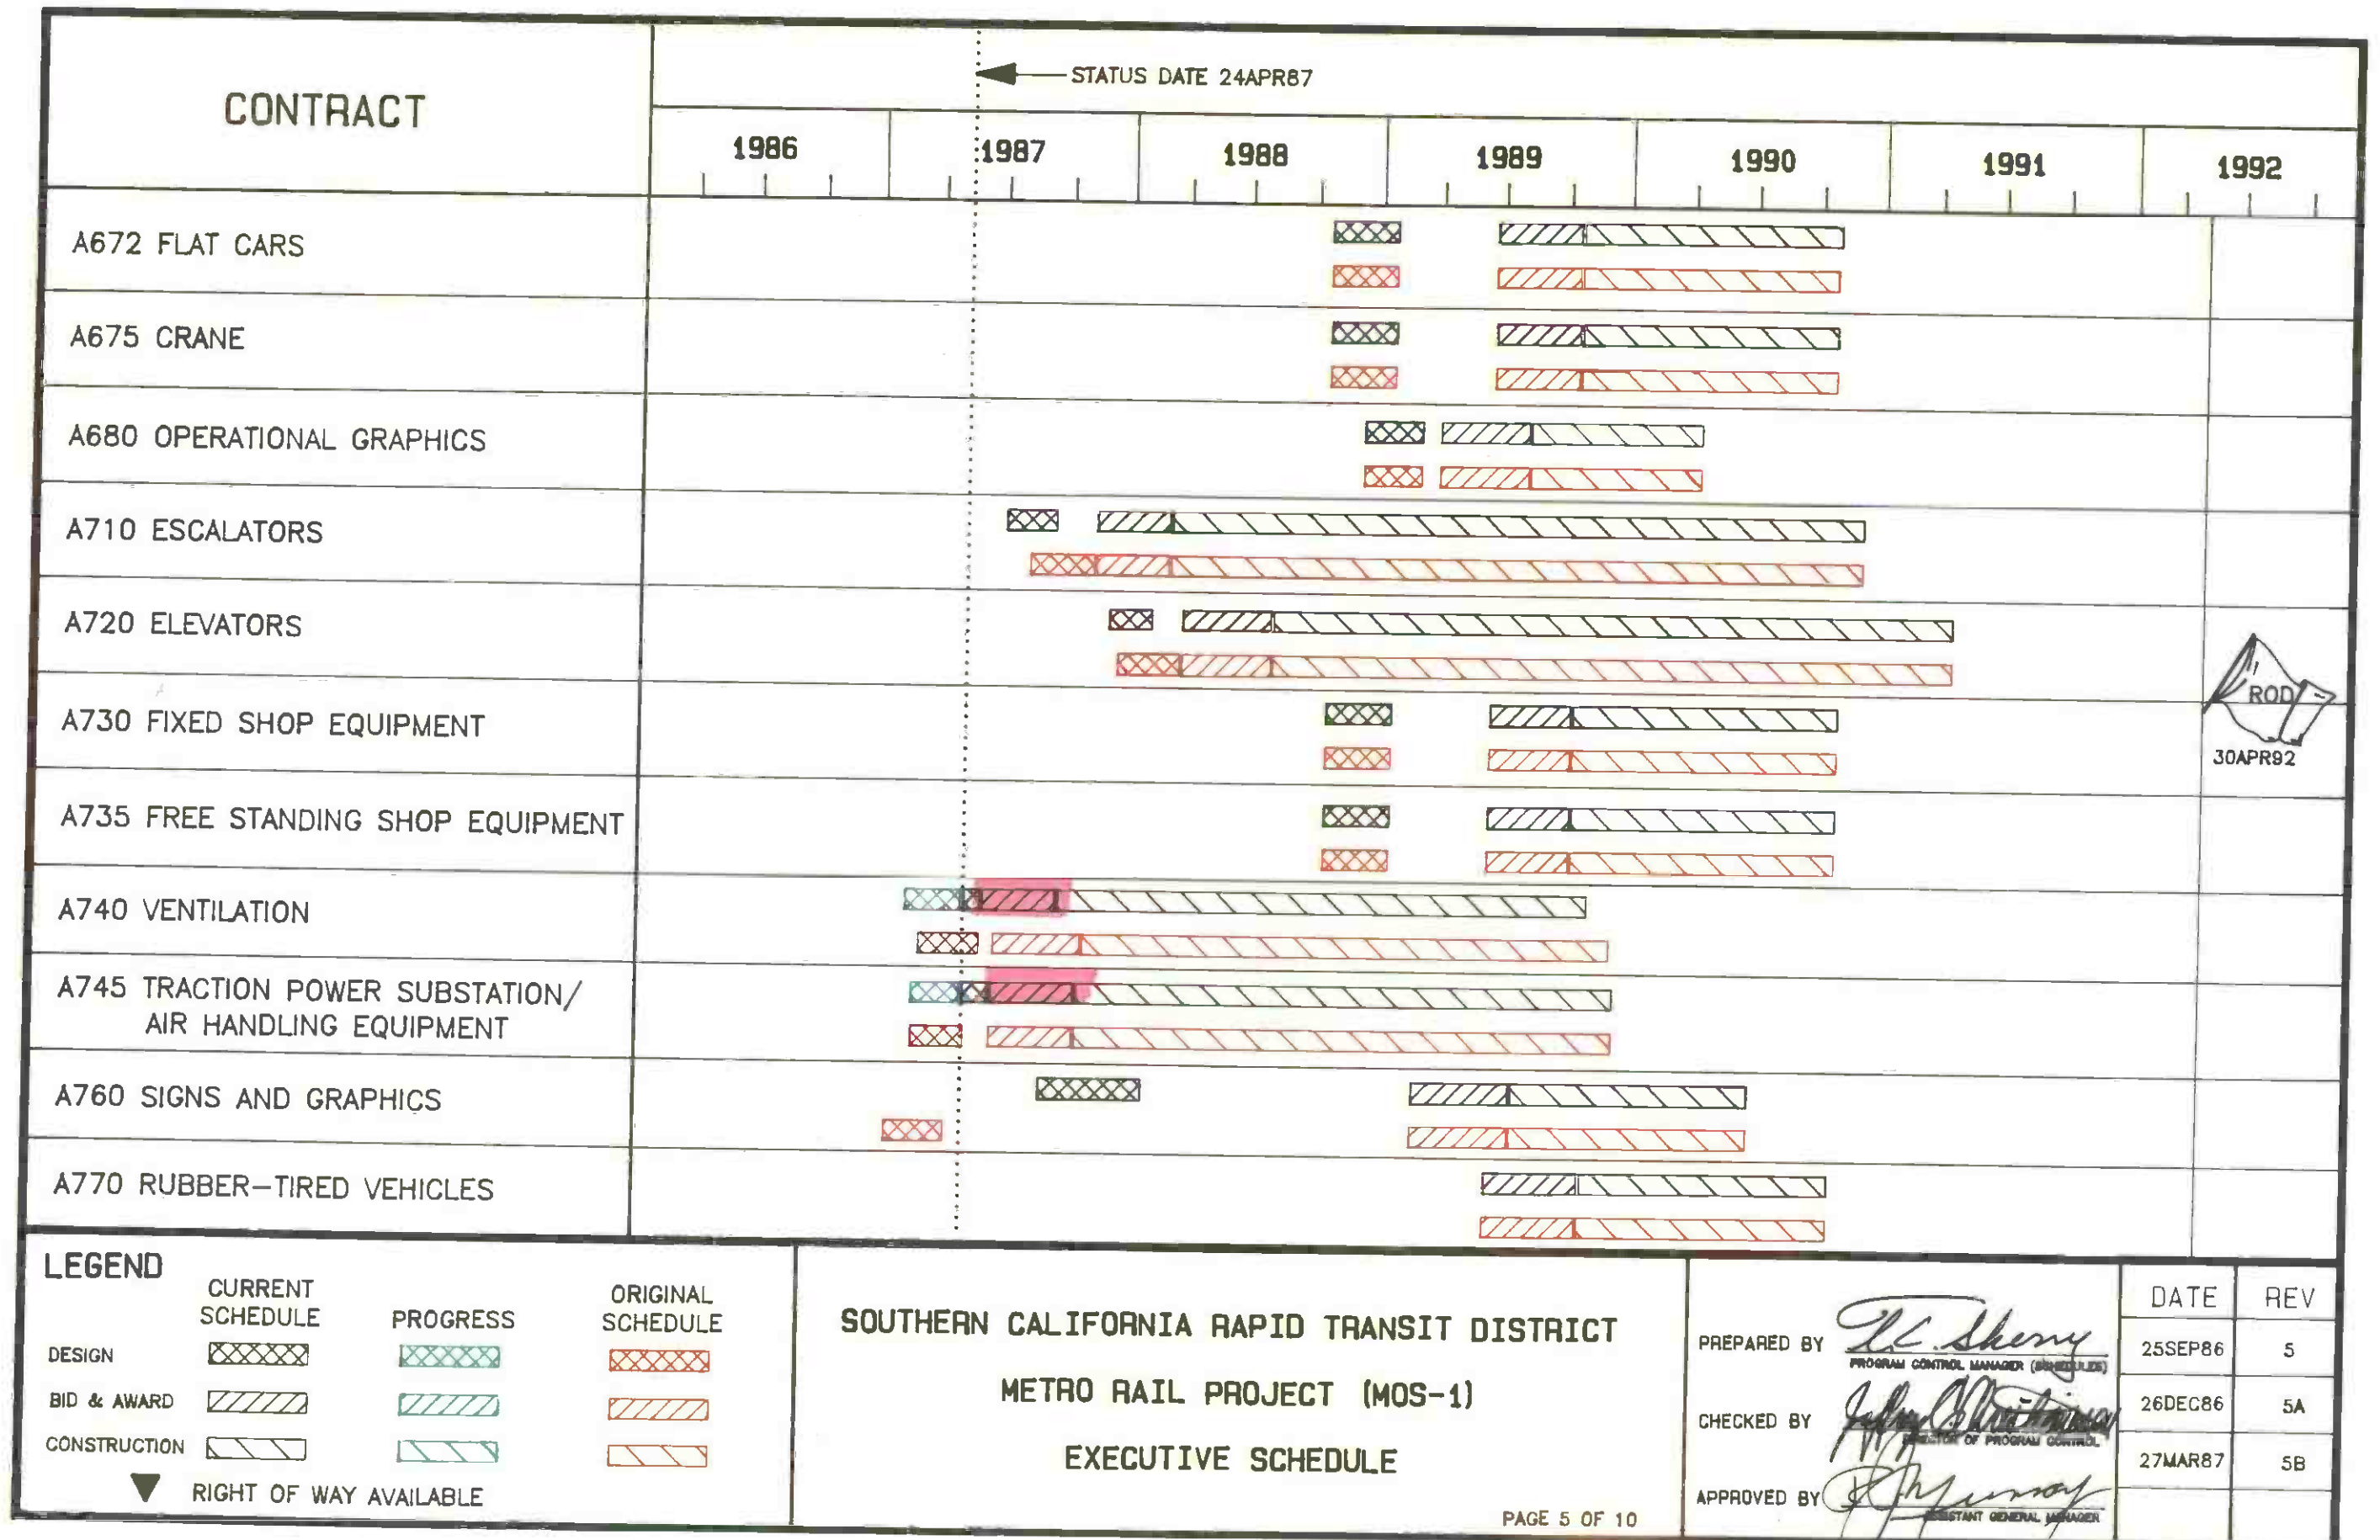 CONTRACT
STATUS DATE 24APR87
1986 1987 1988 1989 1990 1991 1992
A672 FLAT CARS
A675 CRANE
A680 OPERATIONAL GRAPHICS
A710 ESCALATORS
A720 ELEVATORS
A730 FIXED SHOP EQUIPMENT
ROD
30APR92
A735 FREE STANDING SHOP EQUIPMENT
A740 VENTILATION
A745 TRACTION POWER SUBSTATION/
AIR HANDLING EQUIPMENT
A760 SIGNS AND GRAPHICS
A770 RUBBER-TIRED VEHICLES
LEGEND
CURRENT
SCHEDULE
PROGRESS
ORIGINAL
SCHEDULE
DESIGN
BID & AWARD
CONSTRUCTION
RIGHT OF WAY AVAILABLE
SOUTHERN CALIFORNIA RAPID TRANSIT DISTRICT
METRO RAIL PROJECT (MOS-1)
EXECUTIVE SCHEDULE
PAGE 5 OF 10
PREPARED BY
PROGRAM CONTROL MANAGER (SCHEDULES)
CHECKED BY
DIRECTOR OF PROGRAM CONTROL
APPROVED BY
ASSISTANT GENERAL MANAGER
DATE REV
25SEP86 5
26DEC86 5A
27MAR87 5B